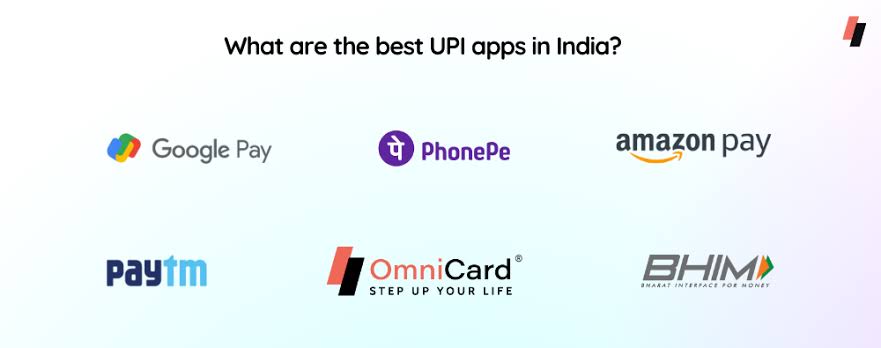 What are the best UPI apps in India?
Google Pay
पे PhonePe
amazon pay
paytm
OmniCard®
STEP UP YOUR LIFE
BHIM
BHARAT INTERFACE FOR MONEY